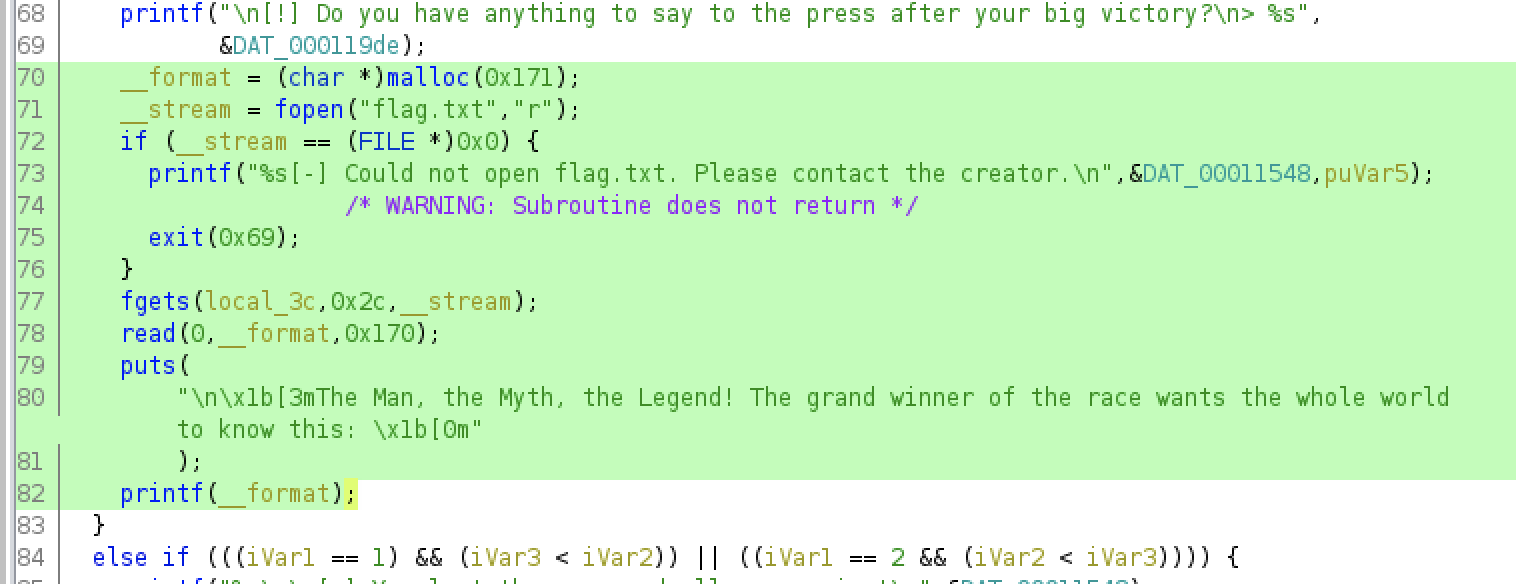 68 printf("\n[!] Do you have anything to say to the press after your big victory?\n> %s",
69 &DAT_000119de);
70 __format = (char *)malloc(0x171);
71 __stream = fopen("flag.txt","r");
72 if (__stream == (FILE *)0x0) {
73 printf("%s[-] Could not open flag.txt. Please contact the creator.\n",&DAT_00011548,puVar5);
74 /* WARNING: Subroutine does not return */
75 exit(0x69);
76 }
77 fgets(local_3c,0x2c,__stream);
78 read(0,__format,0x170);
79 puts(
80 "\n\x1b[3mThe Man, the Myth, the Legend! The grand winner of the race wants the whole world
to know this: \x1b[0m"
81 );
82 printf(__format);
83 }
84 else if (((iVar1 == 1) && (iVar3 < iVar2)) || ((iVar1 == 2 && (iVar2 < iVar3)))) {